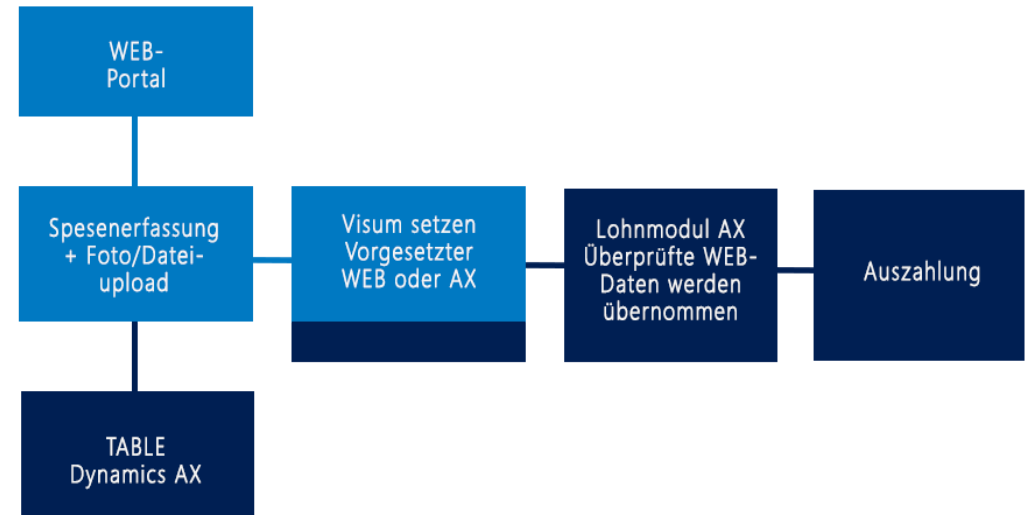 WEB-
Portal
Spesenerfassung
+ Foto/Datei-
upload
Visum setzen
Vorgesetzter
WEB oder AX
Lohnmodul AX
Überprüfte WEB-
Daten werden
übernommen
Auszahlung
TABLE
Dynamics AX